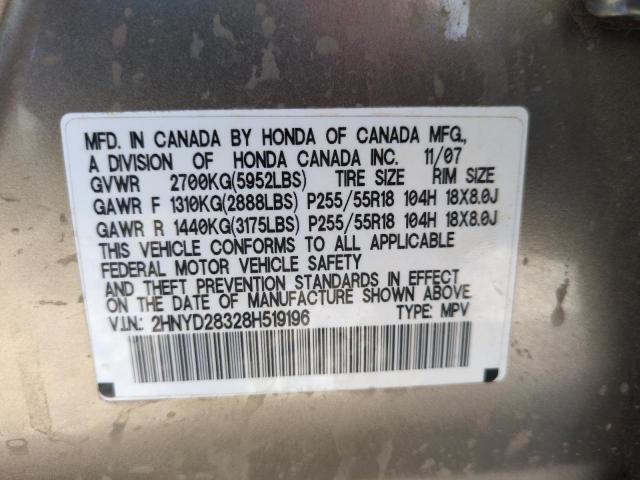 MFD. IN CANADA BY HONDA OF CANADA MFG.,
A DIVISION OF HONDA CANADA INC. 11/07
GVWR 2700KG(5952LBS) TIRE SIZE RIM SIZE
GAWR F 1310KG(2888LBS) P255/55R18 104H 18X8.0J
GAWR R 1440KG(3175LBS) P255/55R18 104H 18X8.0J
THIS VEHICLE CONFORMS TO ALL APPLICABLE
FEDERAL MOTOR VEHICLE SAFETY
AND THEFT PREVENTION STANDARDS IN EFFECT
ON THE DATE OF MANUFACTURE SHOWN ABOVE.
V.I.N.: 2HNYD28328H519196 TYPE: MPV